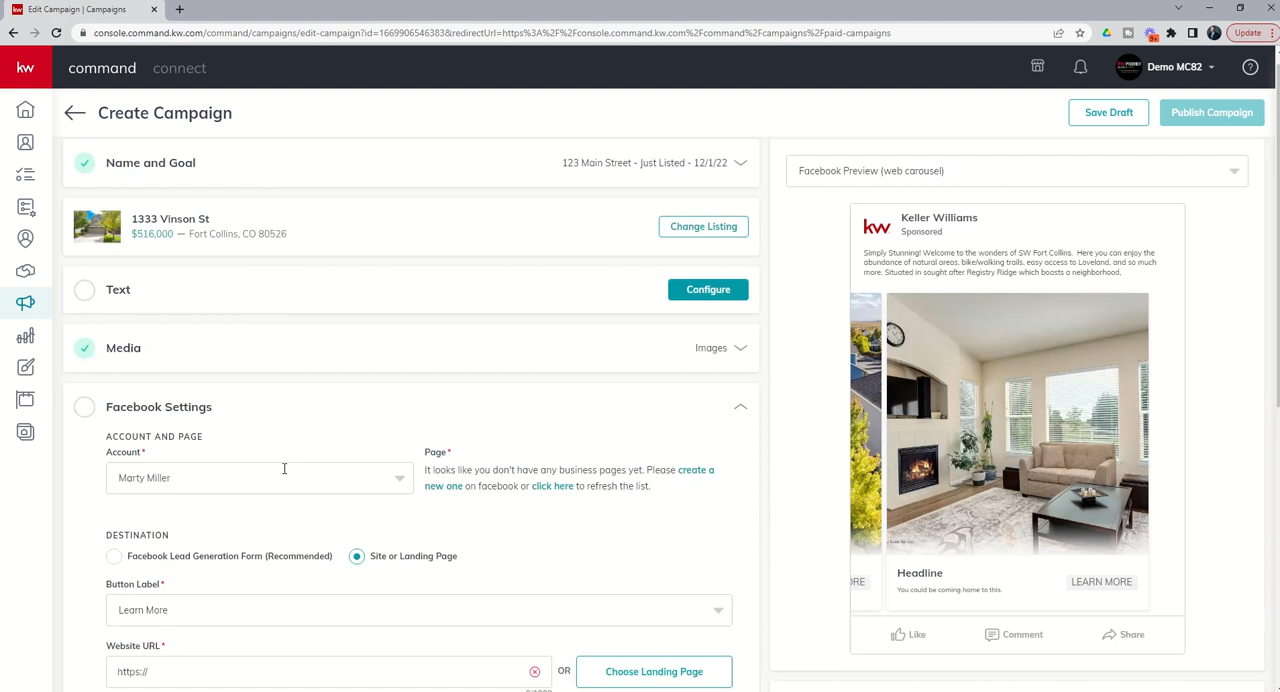 Edit Campaign | Campaigns
console.command.kw.com/command/campaigns/edit-campaign?id=1669906546383&redirectUrl=https%3A%2F%2Fconsole.command.kw.com%2Fcommand%2Fcampaigns%2Fpaid-campaigns
9+
Update
kw
command
connect
Demo MC82
Create Campaign
Save Draft
Publish Campaign
Name and Goal
123 Main Street - Just Listed - 12/1/22
1333 Vinson St
$516,000 — Fort Collins, CO 80526
Change Listing
Text
Configure
Media
Images
Facebook Settings
ACCOUNT AND PAGE
Account*
Marty Miller
Page*
It looks like you don't have any business pages yet. Please create a
new one on facebook or click here to refresh the list.
DESTINATION
Facebook Lead Generation Form (Recommended)
Site or Landing Page
Button Label*
Learn More
Website URL*
https://
OR
Choose Landing Page
Facebook Preview (web carousel)
kw
Keller Williams
Sponsored
Simply Stunning! Welcome to the wonders of SW Fort Collins. Here you can enjoy the
abundance of natural areas, bike/walking trails, easy access to Loveland, and so much
more. Situated in sought after Registry Ridge which boasts a neighborhood,
ORE
Headline
You could be coming home to this.
LEARN MORE
Like
Comment
Share